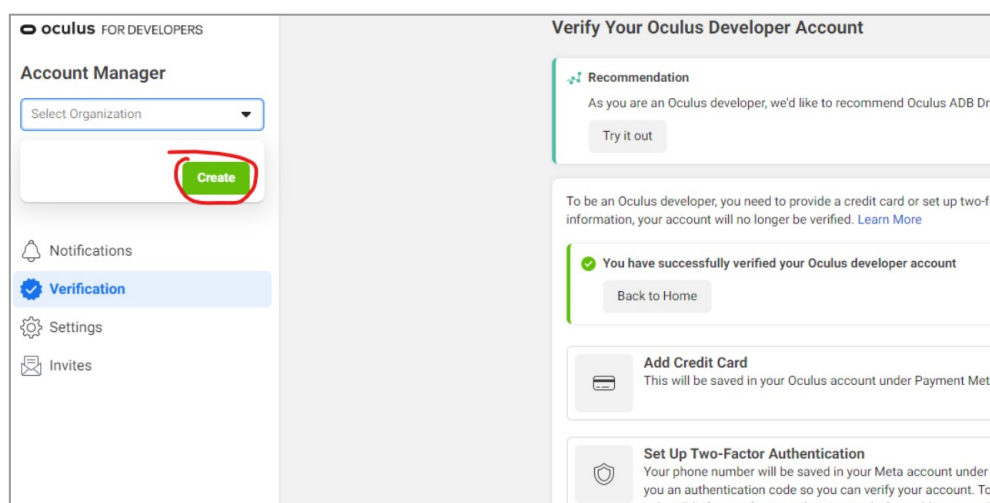 oculus FOR DEVELOPERS
Account Manager
Select Organization
Create
Notifications
Verification
Settings
Invites
Verify Your Oculus Developer Account
Recommendation
As you are an Oculus developer, we'd like to recommend Oculus ADB Dr
Try it out
To be an Oculus developer, you need to provide a credit card or set up two-f
information, your account will no longer be verified. Learn More
You have successfully verified your Oculus developer account
Back to Home
Add Credit Card
This will be saved in your Oculus account under Payment Met
Set Up Two-Factor Authentication
Your phone number will be saved in your Meta account under
you an authentication code so you can verify your account. To